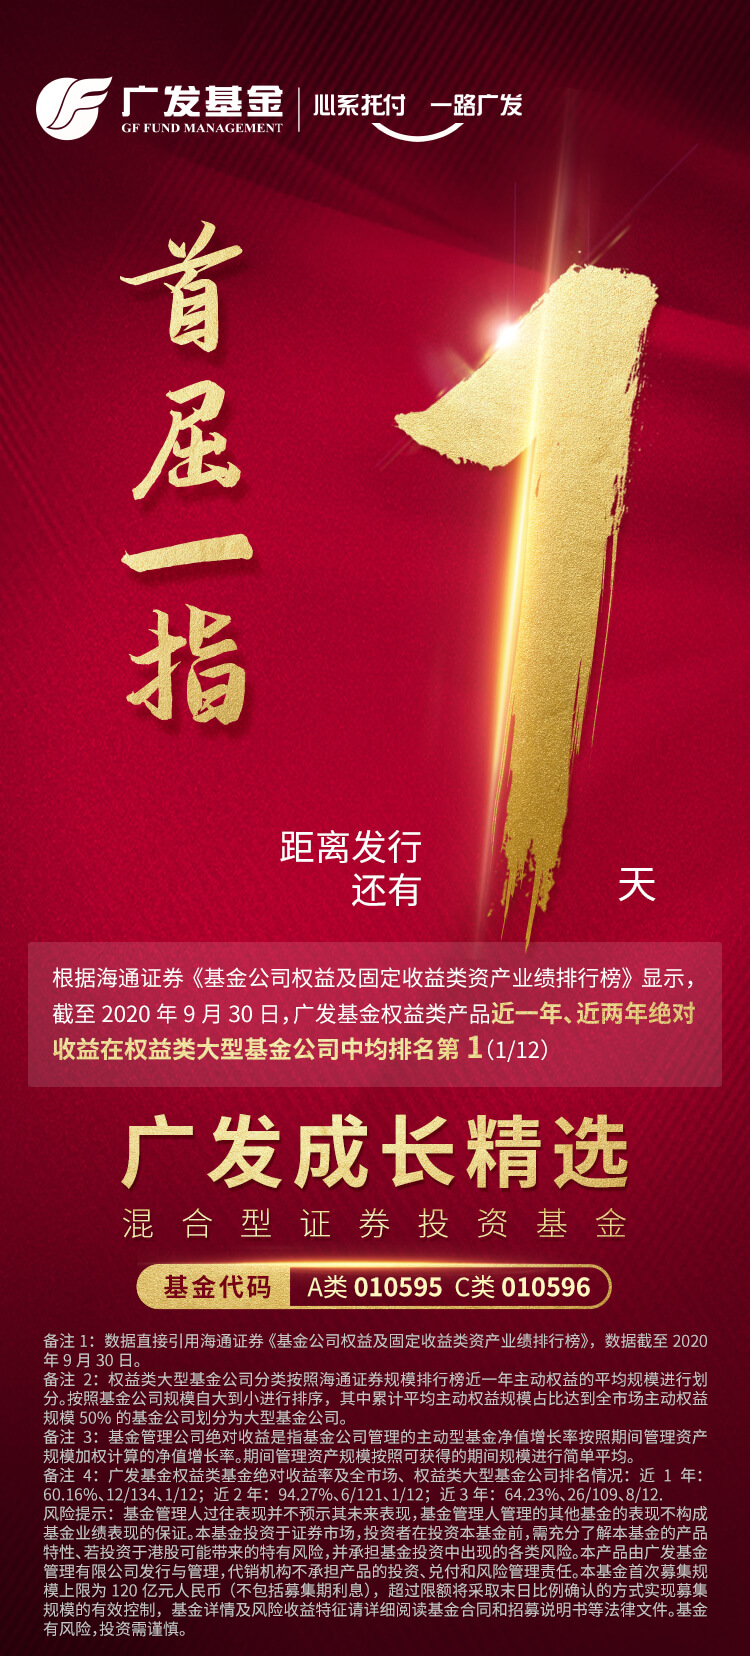 广发基金
GF FUND MANAGEMENT
心系托付 一路广发
首屈一指
1
距离发行
还有
天
根据海通证券《基金公司权益及固定收益类资产业绩排行榜》显示，
截至 2020 年 9 月 30 日，广发基金权益类产品近一年、近两年绝对
收益在权益类大型基金公司中均排名第 1（1/12）
广发成长精选
混合型证券投资基金
基金代码 A类 010595 C类 010596
备注 1：数据直接引用海通证券《基金公司权益及固定收益类资产业绩排行榜》，数据截至 2020
年 9 月 30 日。
备注 2：权益类大型基金公司分类按照海通证券规模排行榜近一年主动权益的平均规模进行划
分。按照基金公司规模自大到小进行排序，其中累计平均主动权益规模占比达到全市场主动权益
规模 50% 的基金公司划分为大型基金公司。
备注 3：基金管理公司绝对收益是指基金公司管理的主动型基金净值增长率按照期间管理资产
规模加权计算的净值增长率。期间管理资产规模按照可获得的期间规模进行简单平均。
备注 4：广发基金权益类基金绝对收益率及全市场、权益类大型基金公司排名情况：近 1 年：
60.16%、12/134、1/12；近 2 年：94.27%、6/121、1/12；近 3 年：64.23%、26/109、8/12.
风险提示：基金管理人过往表现并不预示其未来表现，基金管理人管理的其他基金的表现不构成
基金业绩表现的保证。本基金投资于证券市场，投资者在投资本基金前，需充分了解本基金的产品
特性、若投资于港股可能带来的特有风险，并承担基金投资中出现的各类风险。本产品由广发基金
管理有限公司发行与管理，代销机构不承担产品的投资、兑付和风险管理责任。本基金首次募集规
模上限为 120 亿元人民币（不包括募集期利息），超过限额将采取末日比例确认的方式实现募集
规模的有效控制，基金详情及风险收益特征请详细阅读基金合同和招募说明书等法律文件。基金
有风险，投资需谨慎。